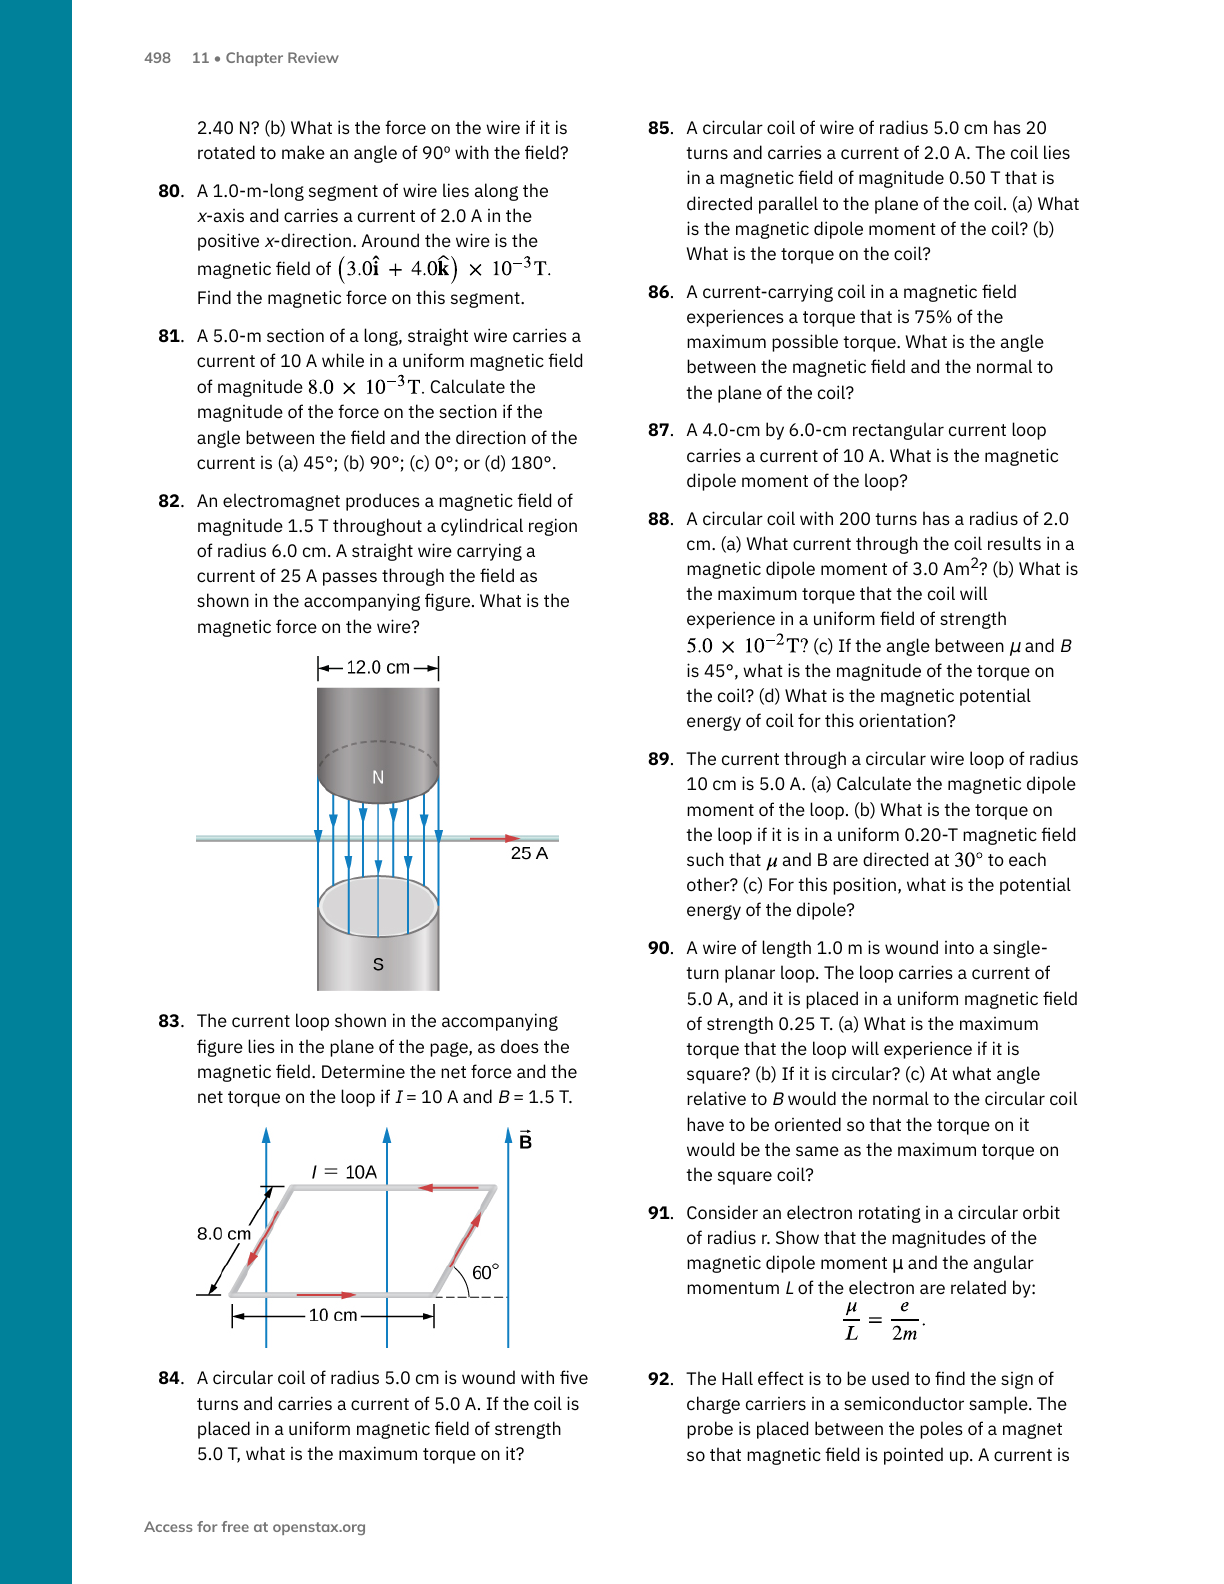 498 11 • Chapter Review
2.40 N? (b) What is the force on the wire if it is
rotated to make an angle of 90º with the field?
80. A 1.0-m-long segment of wire lies along the
x-axis and carries a current of 2.0 A in the
positive x-direction. Around the wire is the
magnetic field of (3.0î + 4.0k̂) × 10⁻³T.
Find the magnetic force on this segment.
81. A 5.0-m section of a long, straight wire carries a
current of 10 A while in a uniform magnetic field
of magnitude 8.0 × 10⁻³T. Calculate the
magnitude of the force on the section if the
angle between the field and the direction of the
current is (a) 45°; (b) 90°; (c) 0°; or (d) 180°.
82. An electromagnet produces a magnetic field of
magnitude 1.5 T throughout a cylindrical region
of radius 6.0 cm. A straight wire carrying a
current of 25 A passes through the field as
shown in the accompanying figure. What is the
magnetic force on the wire?
12.0 cm
N
25 A
S
83. The current loop shown in the accompanying
figure lies in the plane of the page, as does the
magnetic field. Determine the net force and the
net torque on the loop if I = 10 A and B = 1.5 T.
B⃗
I = 10A
8.0 cm
60°
10 cm
84. A circular coil of radius 5.0 cm is wound with five
turns and carries a current of 5.0 A. If the coil is
placed in a uniform magnetic field of strength
5.0 T, what is the maximum torque on it?
85. A circular coil of wire of radius 5.0 cm has 20
turns and carries a current of 2.0 A. The coil lies
in a magnetic field of magnitude 0.50 T that is
directed parallel to the plane of the coil. (a) What
is the magnetic dipole moment of the coil? (b)
What is the torque on the coil?
86. A current-carrying coil in a magnetic field
experiences a torque that is 75% of the
maximum possible torque. What is the angle
between the magnetic field and the normal to
the plane of the coil?
87. A 4.0-cm by 6.0-cm rectangular current loop
carries a current of 10 A. What is the magnetic
dipole moment of the loop?
88. A circular coil with 200 turns has a radius of 2.0
cm. (a) What current through the coil results in a
magnetic dipole moment of 3.0 Am²? (b) What is
the maximum torque that the coil will
experience in a uniform field of strength
5.0 × 10⁻²T? (c) If the angle between μ and B
is 45°, what is the magnitude of the torque on
the coil? (d) What is the magnetic potential
energy of coil for this orientation?
89. The current through a circular wire loop of radius
10 cm is 5.0 A. (a) Calculate the magnetic dipole
moment of the loop. (b) What is the torque on
the loop if it is in a uniform 0.20-T magnetic field
such that μ and B are directed at 30° to each
other? (c) For this position, what is the potential
energy of the dipole?
90. A wire of length 1.0 m is wound into a single-
turn planar loop. The loop carries a current of
5.0 A, and it is placed in a uniform magnetic field
of strength 0.25 T. (a) What is the maximum
torque that the loop will experience if it is
square? (b) If it is circular? (c) At what angle
relative to B would the normal to the circular coil
have to be oriented so that the torque on it
would be the same as the maximum torque on
the square coil?
91. Consider an electron rotating in a circular orbit
of radius r. Show that the magnitudes of the
magnetic dipole moment μ and the angular
momentum L of the electron are related by:
μ/L = e/2m.
92. The Hall effect is to be used to find the sign of
charge carriers in a semiconductor sample. The
probe is placed between the poles of a magnet
so that magnetic field is pointed up. A current is
Access for free at openstax.org